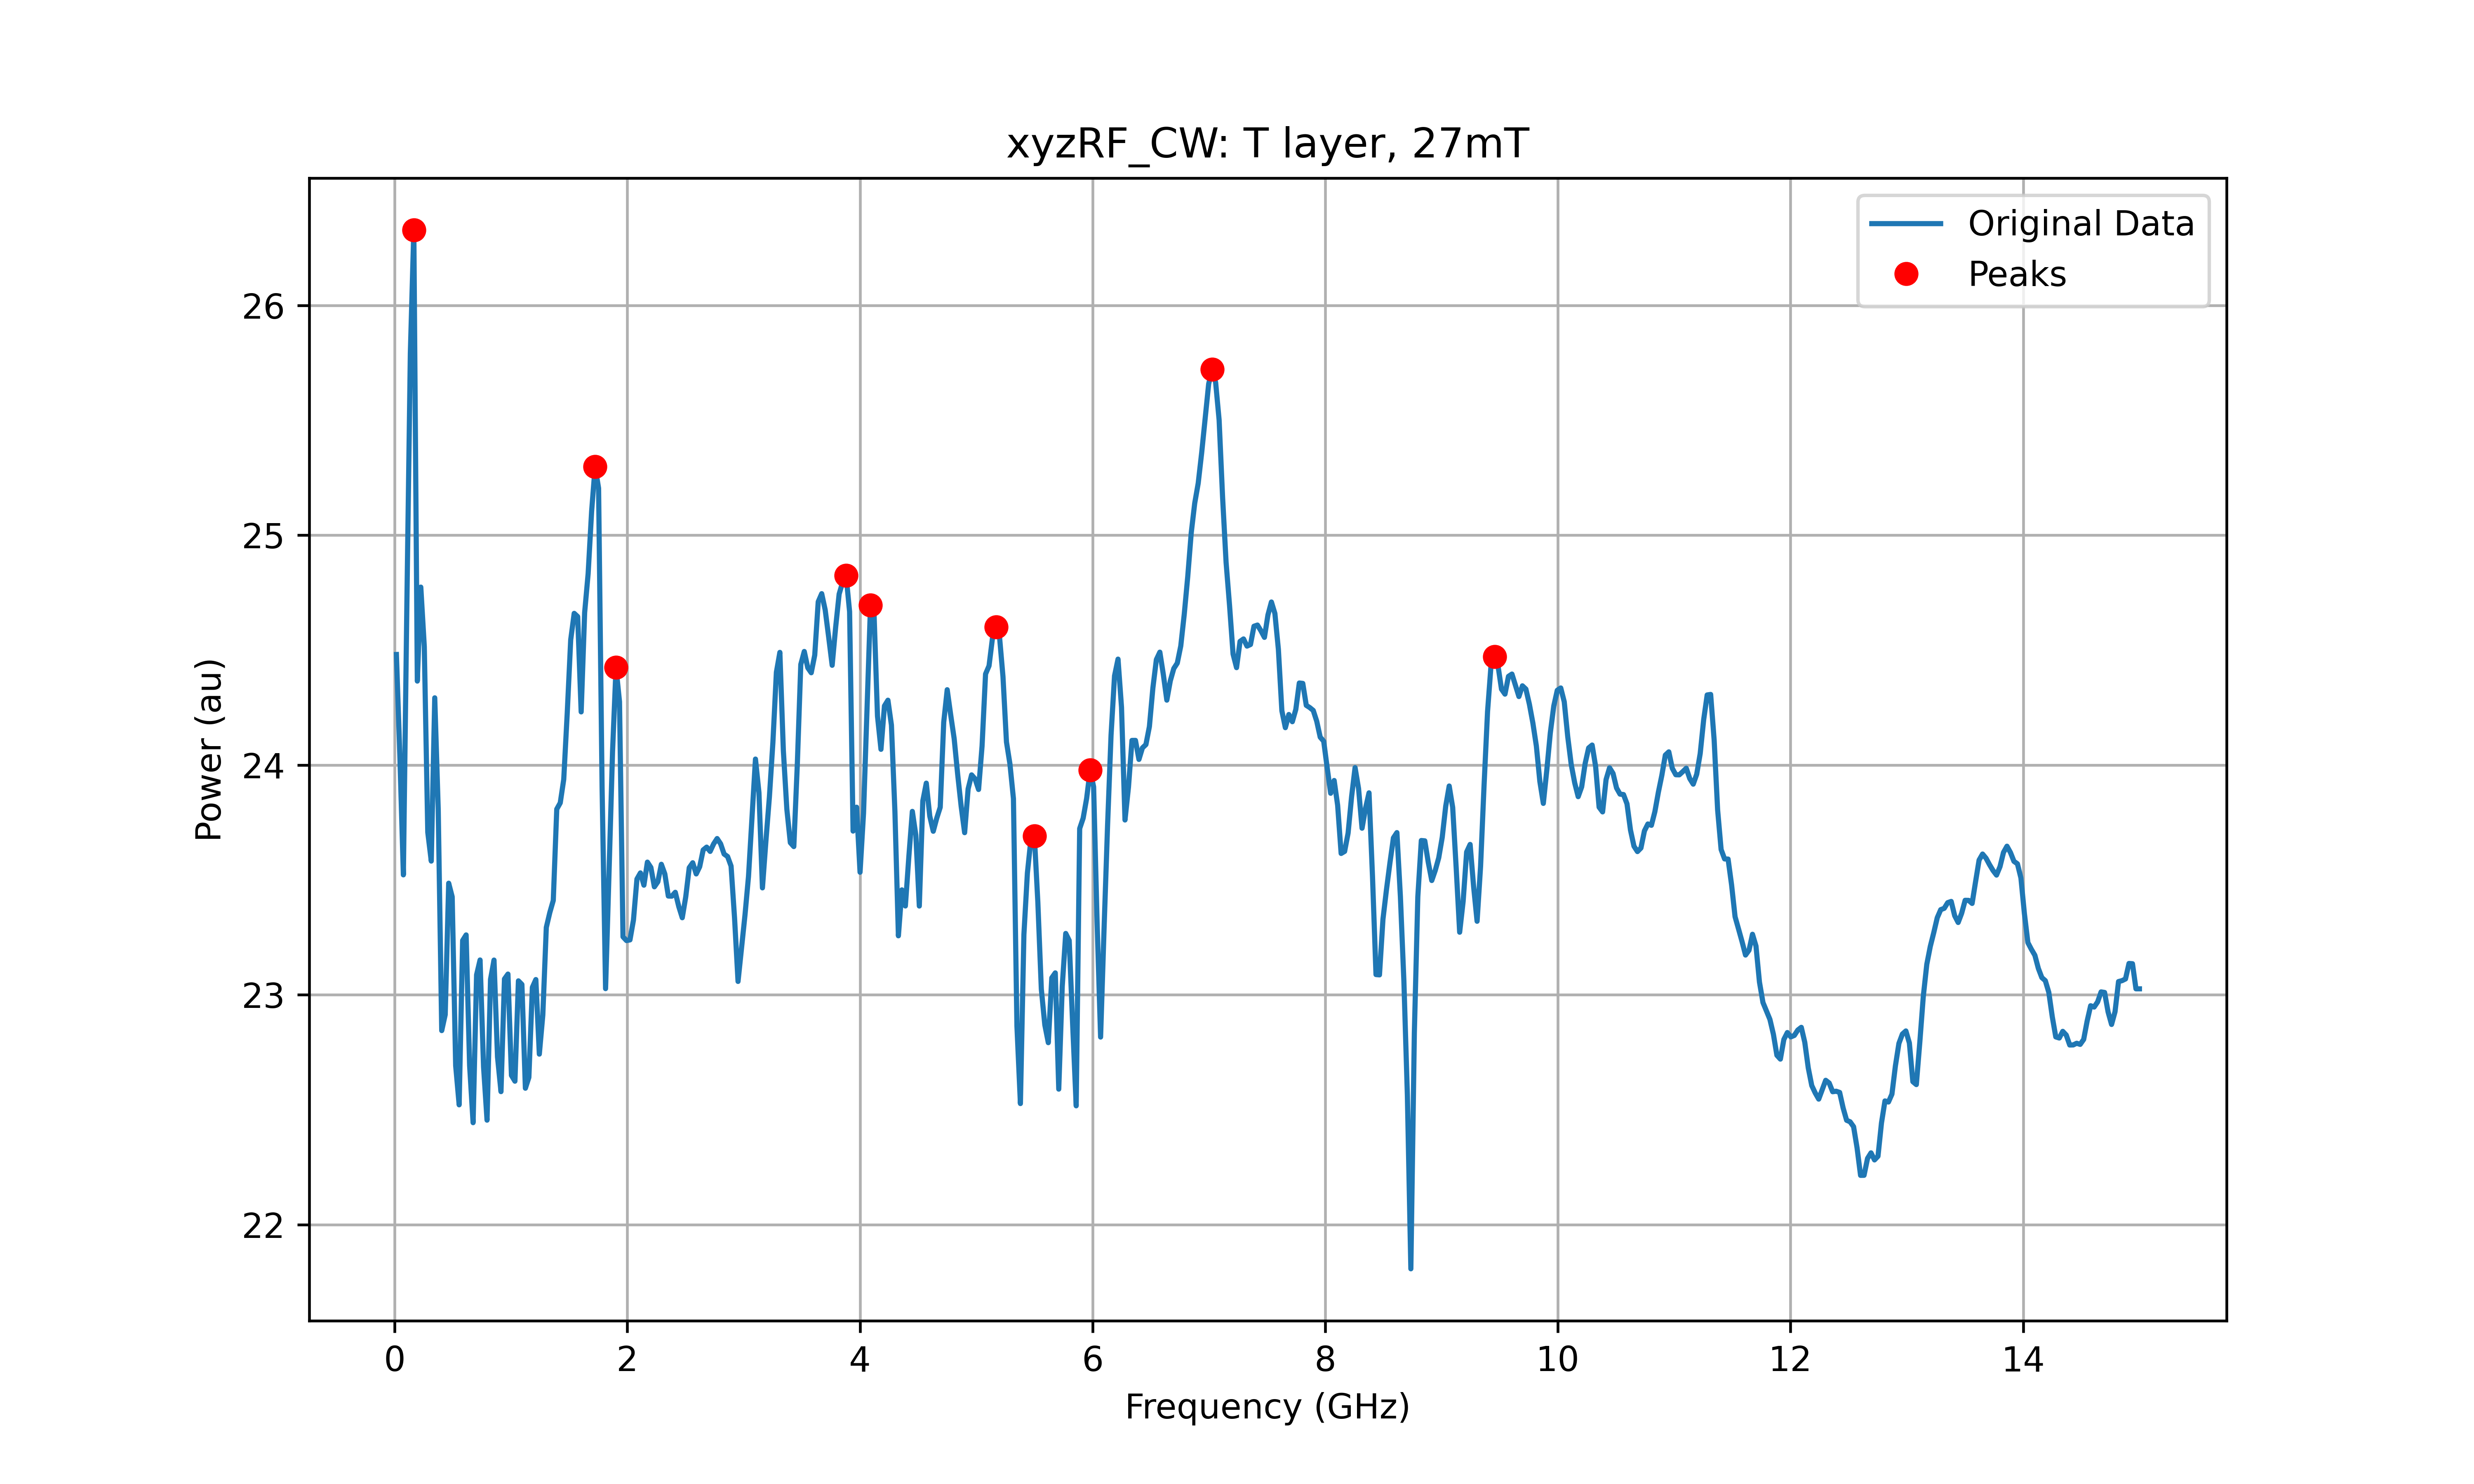 xyzRF_CW: T layer, 27mT
Original Data
Peaks
26
25
24
23
22
Power (au)
0 2 4 6 8 10 12 14
Frequency (GHz)